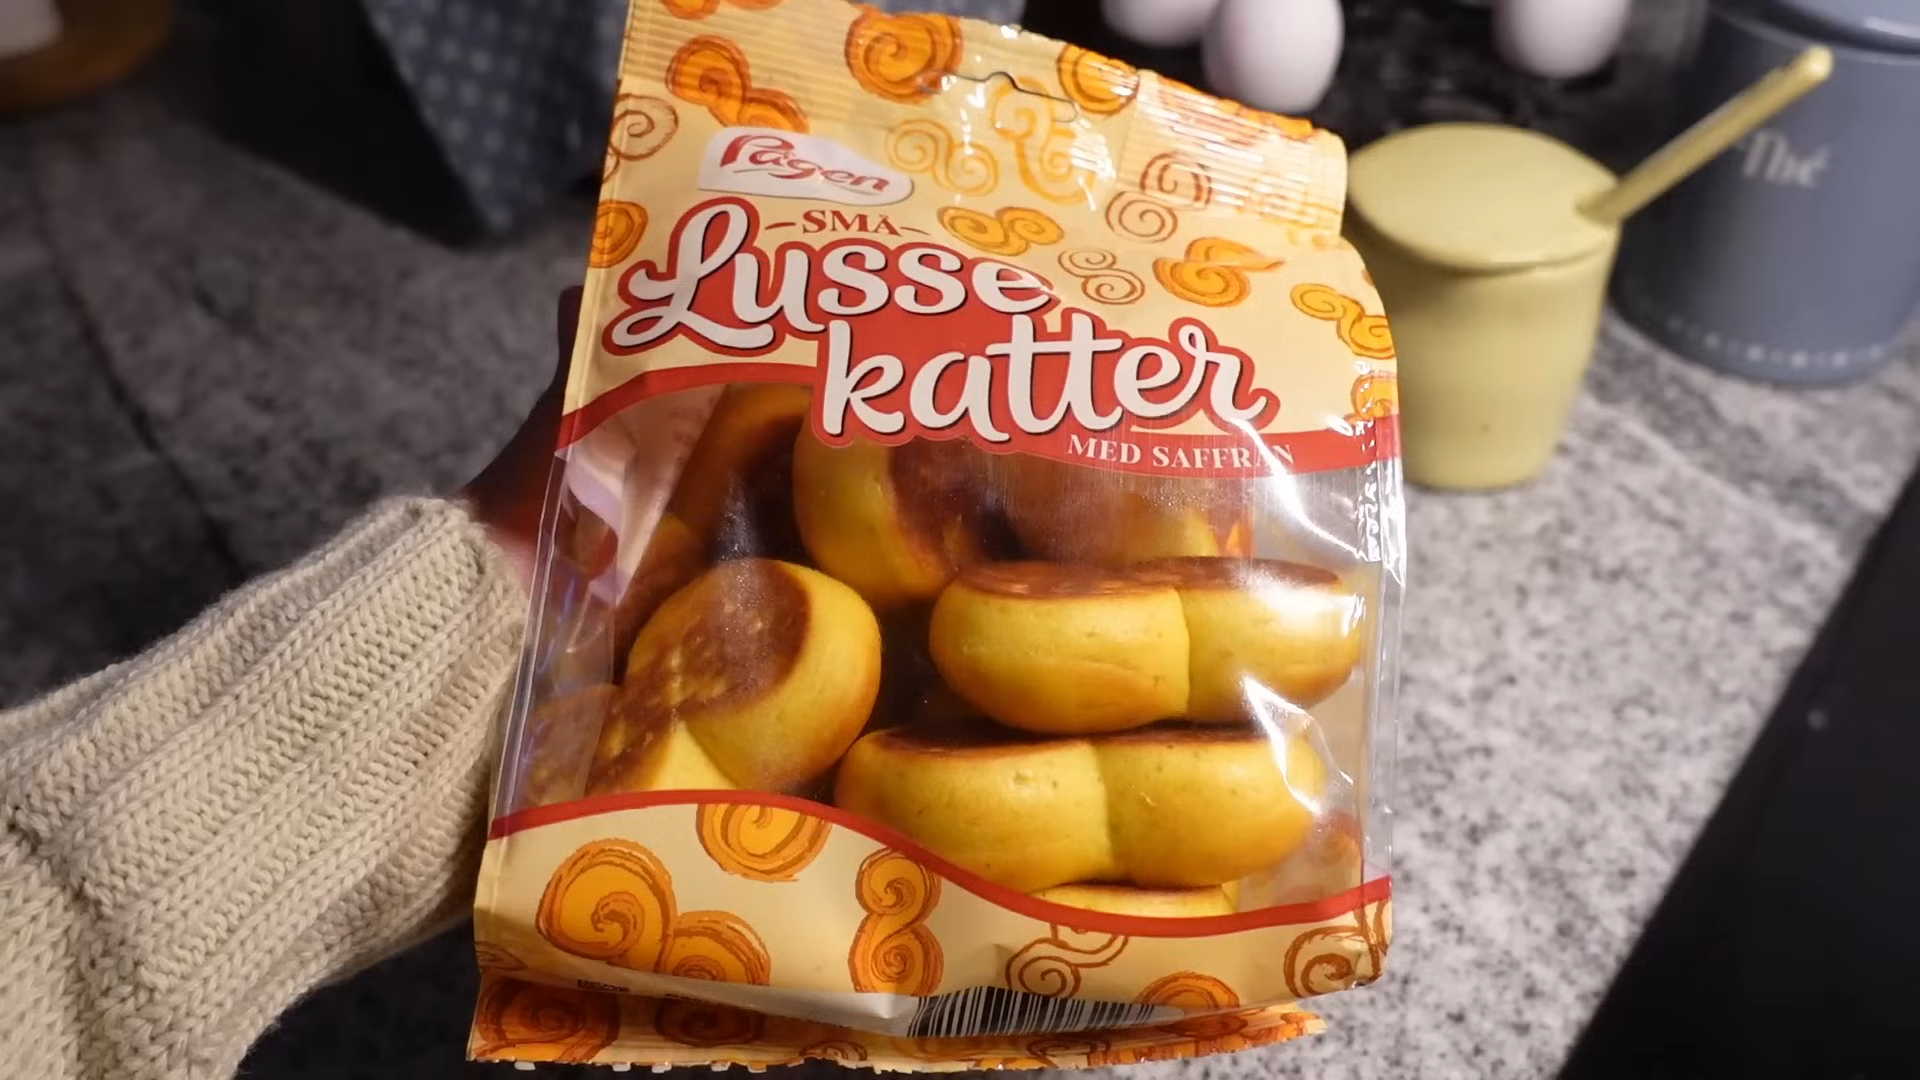 Pågen
SMÅ
Lusse
katter
MED SAFFRAN
Thé